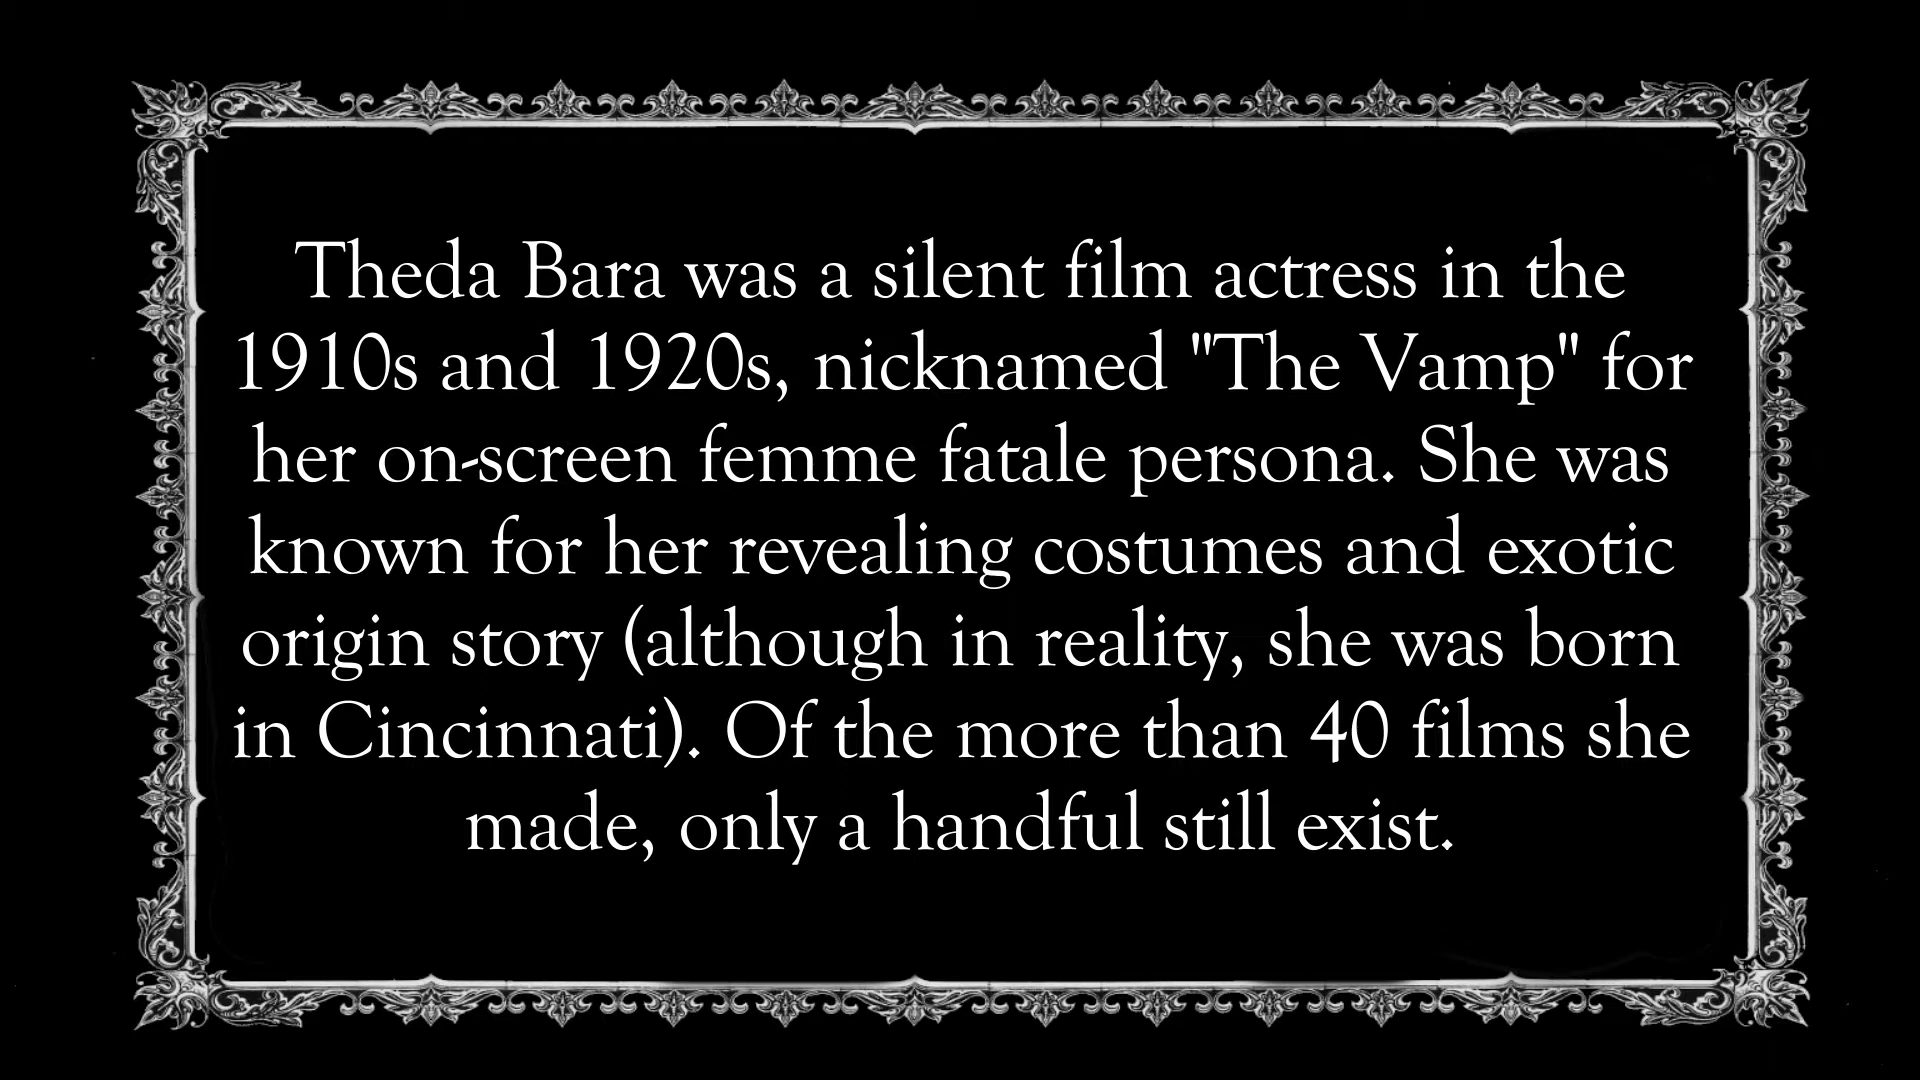 Theda Bara was a silent film actress in the
1910s and 1920s, nicknamed "The Vamp" for
her on-screen femme fatale persona. She was
known for her revealing costumes and exotic
origin story (although in reality, she was born
in Cincinnati). Of the more than 40 films she
made, only a handful still exist.